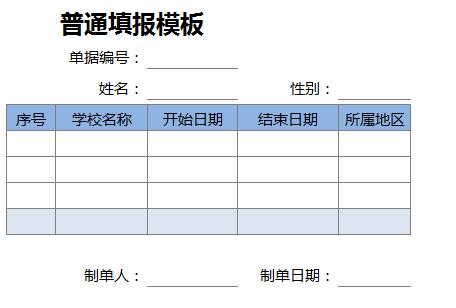 普通填报模板
单据编号：
姓名： 性别：
序号 学校名称 开始日期 结束日期 所属地区
制单人： 制单日期：